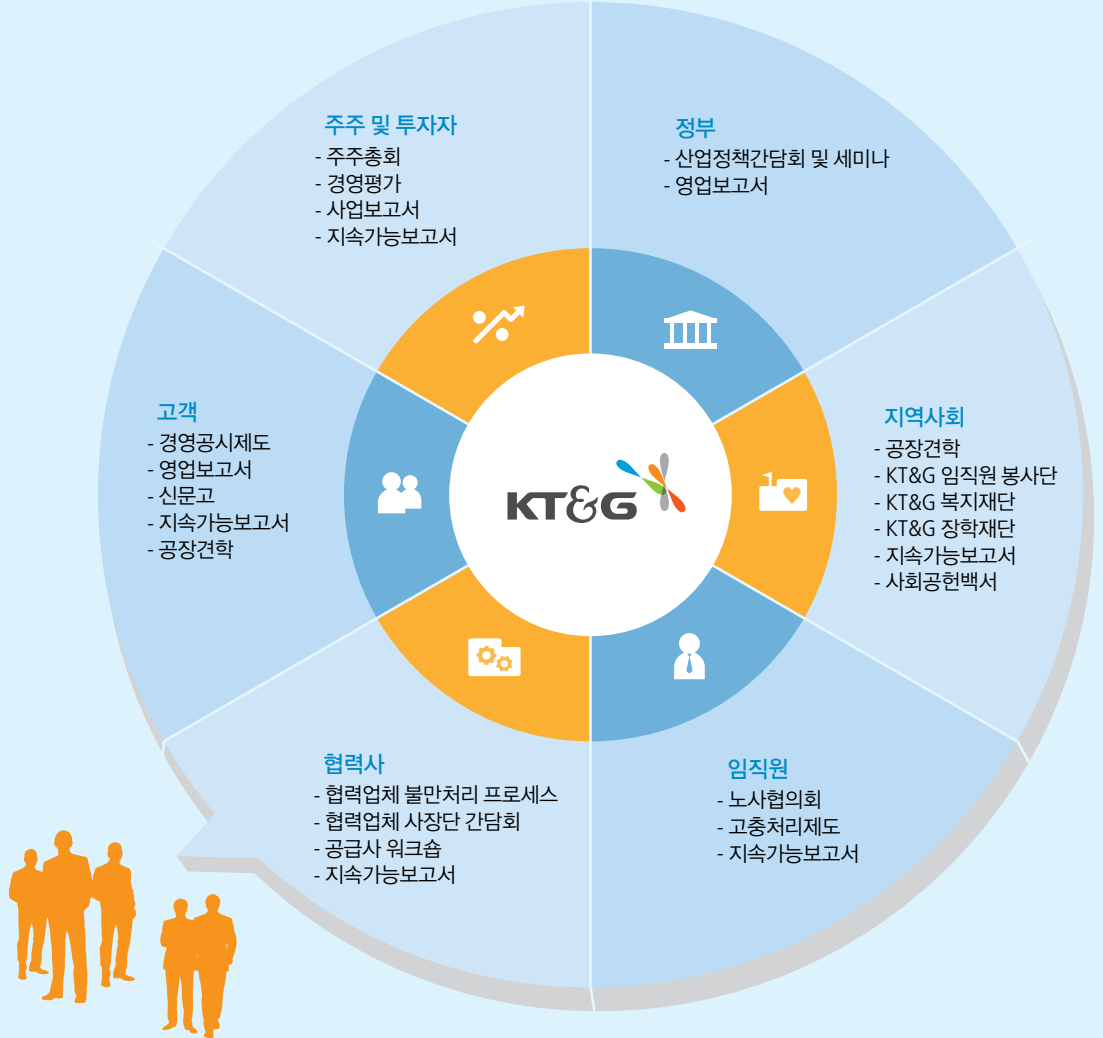 주주 및 투자자
- 주주총회
- 경영평가
- 사업보고서
- 지속가능보고서
정부
- 산업정책간담회 및 세미나
- 영업보고서
고객
- 경영공시제도
- 영업보고서
- 신문고
- 지속가능보고서
- 공장견학
KT&G
지역사회
- 공장견학
- KT&G 임직원 봉사단
- KT&G 복지재단
- KT&G 장학재단
- 지속가능보고서
- 사회공헌백서
협력사
- 협력업체 불만처리 프로세스
- 협력업체 사장단 간담회
- 공급사 워크숍
- 지속가능보고서
임직원
- 노사협의회
- 고충처리제도
- 지속가능보고서